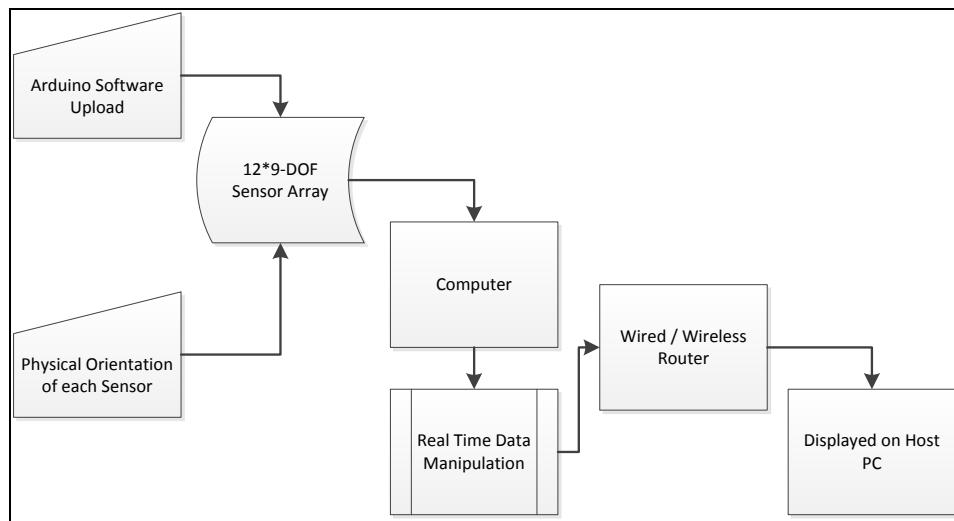 Arduino Software
Upload
12*9-DOF
Sensor Array
Computer
Physical Orientation
of each Sensor
Wired / Wireless
Router
Real Time Data
Manipulation
Displayed on Host
PC